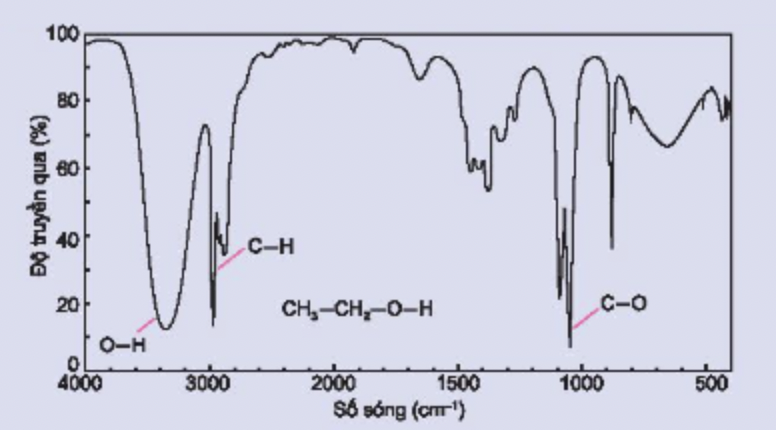 100
80
60
40
20
0
Độ truyền qua (%)
C–H
CH₃–CH₂–O–H
O–H
C–O
4000 3000 2000 1500 1000 500
Số sóng (cm⁻¹)